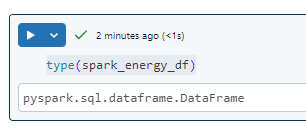 2 minutes ago (<1s)
type(spark_energy_df)
pyspark.sql.dataframe.DataFrame